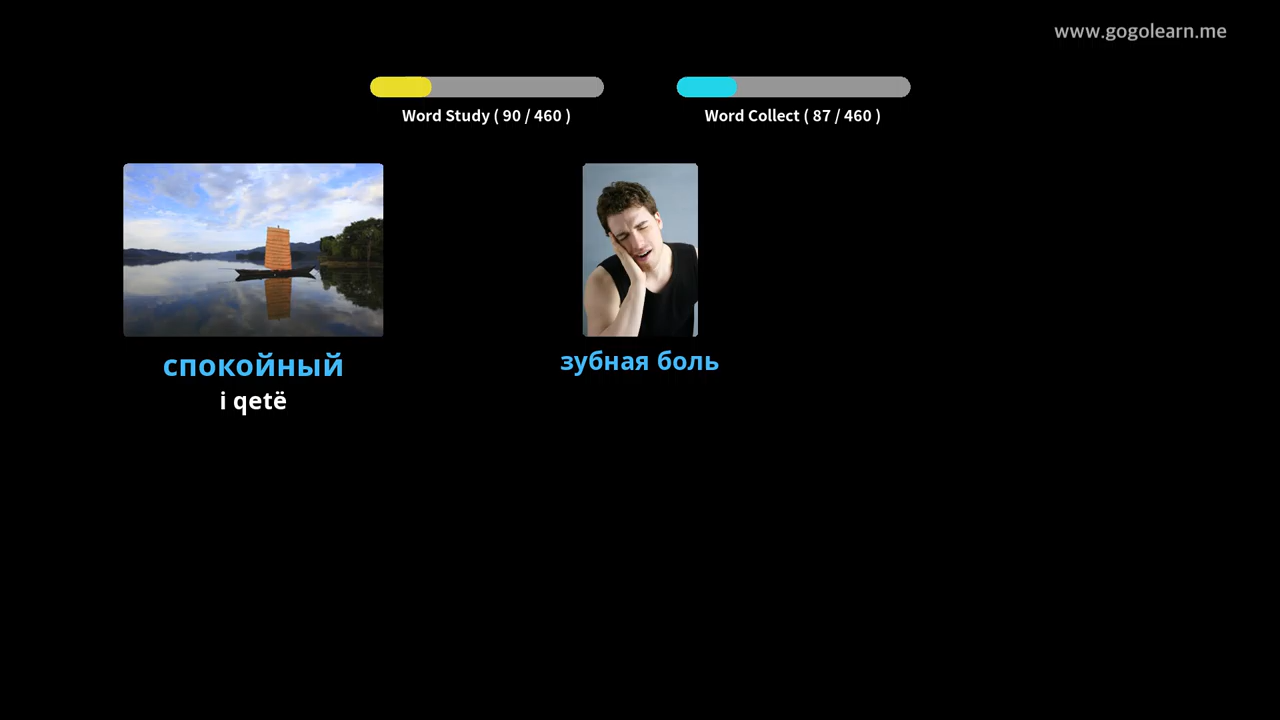 www.gogolearn.me
Word Study ( 90 / 460 )
Word Collect ( 87 / 460 )
спокойный
i qetë
зубная боль